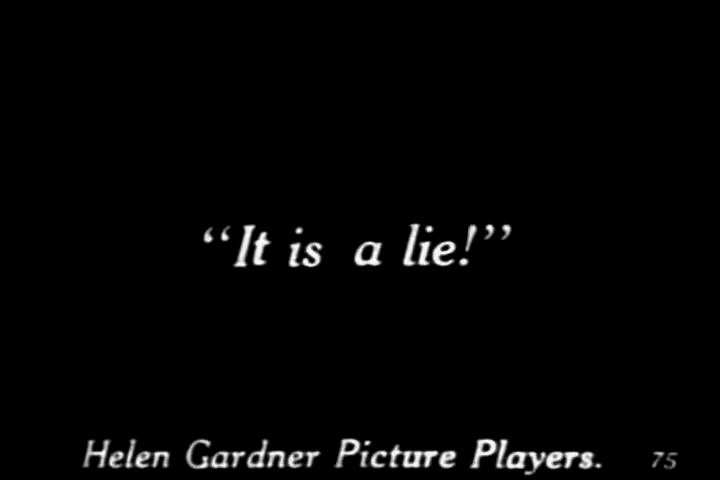 “It is a lie!”
Helen Gardner Picture Players. 75